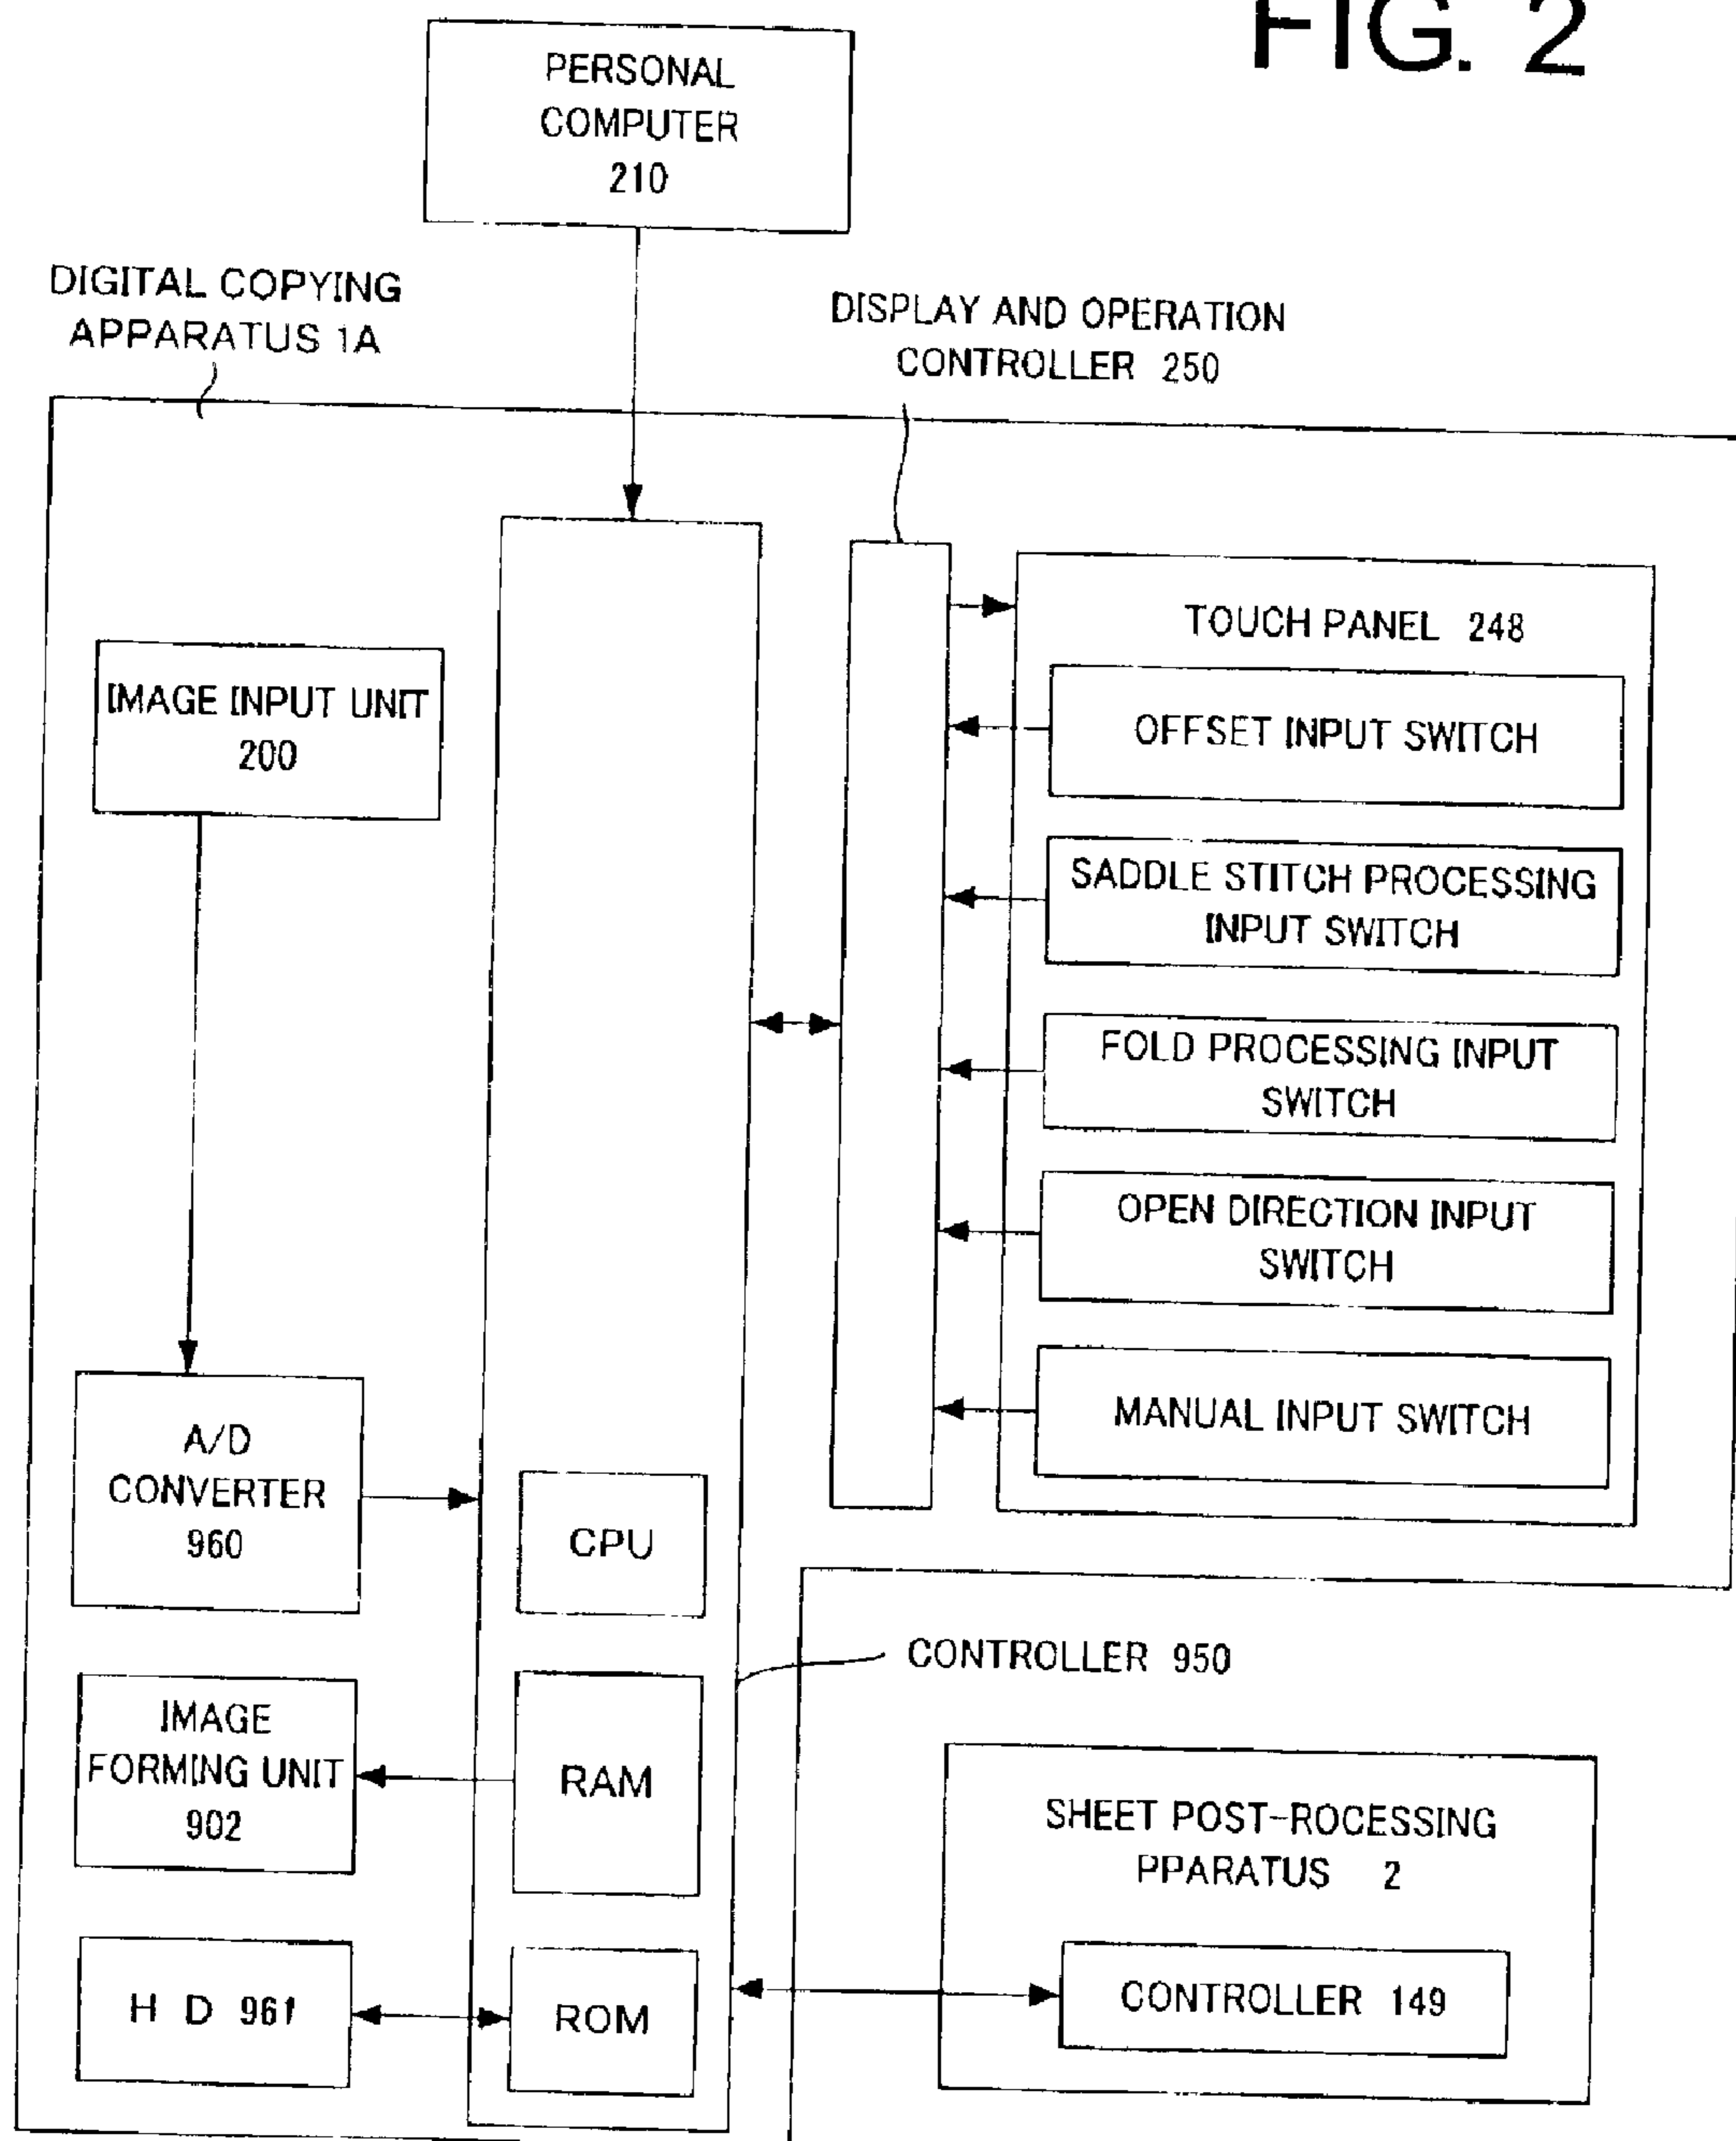 FIG. 2
PERSONAL
COMPUTER
210
DIGITAL COPYING
APPARATUS 1A
DISPLAY AND OPERATION
CONTROLLER 250
IMAGE INPUT UNIT
200
TOUCH PANEL 248
OFFSET INPUT SWITCH
SADDLE STITCH PROCESSING
INPUT SWITCH
FOLD PROCESSING INPUT
SWITCH
OPEN DIRECTION INPUT
SWITCH
MANUAL INPUT SWITCH
A/D
CONVERTER
960
CPU
CONTROLLER 950
IMAGE
FORMING UNIT
902
RAM
SHEET POST-ROCESSING
PPARATUS 2
H D 961
ROM
CONTROLLER 149